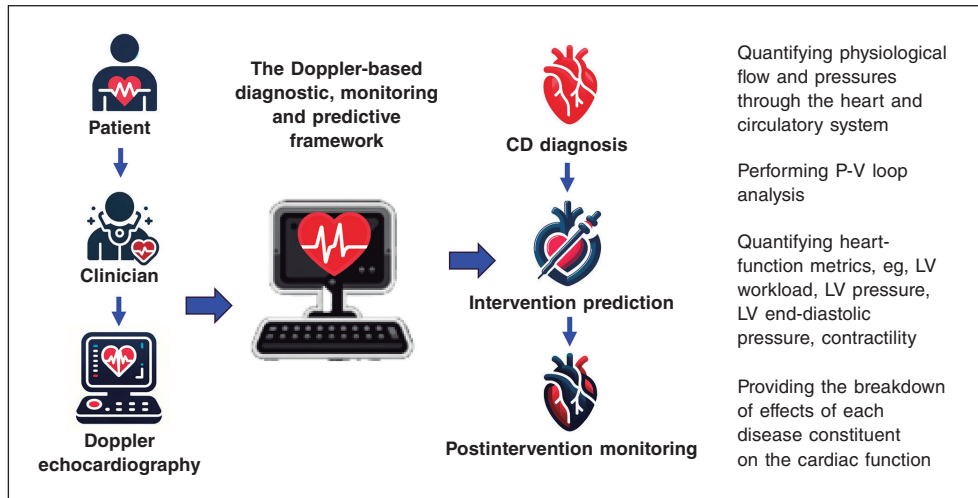 Patient
Clinician
Doppler
echocardiography
The Doppler-based
diagnostic, monitoring
and predictive
framework
CD diagnosis
Intervention prediction
Postintervention monitoring
Quantifying physiological
flow and pressures
through the heart and
circulatory system
Performing P-V loop
analysis
Quantifying heart-
function metrics, eg, LV
workload, LV pressure,
LV end-diastolic
pressure, contractility
Providing the breakdown
of effects of each
disease constituent
on the cardiac function